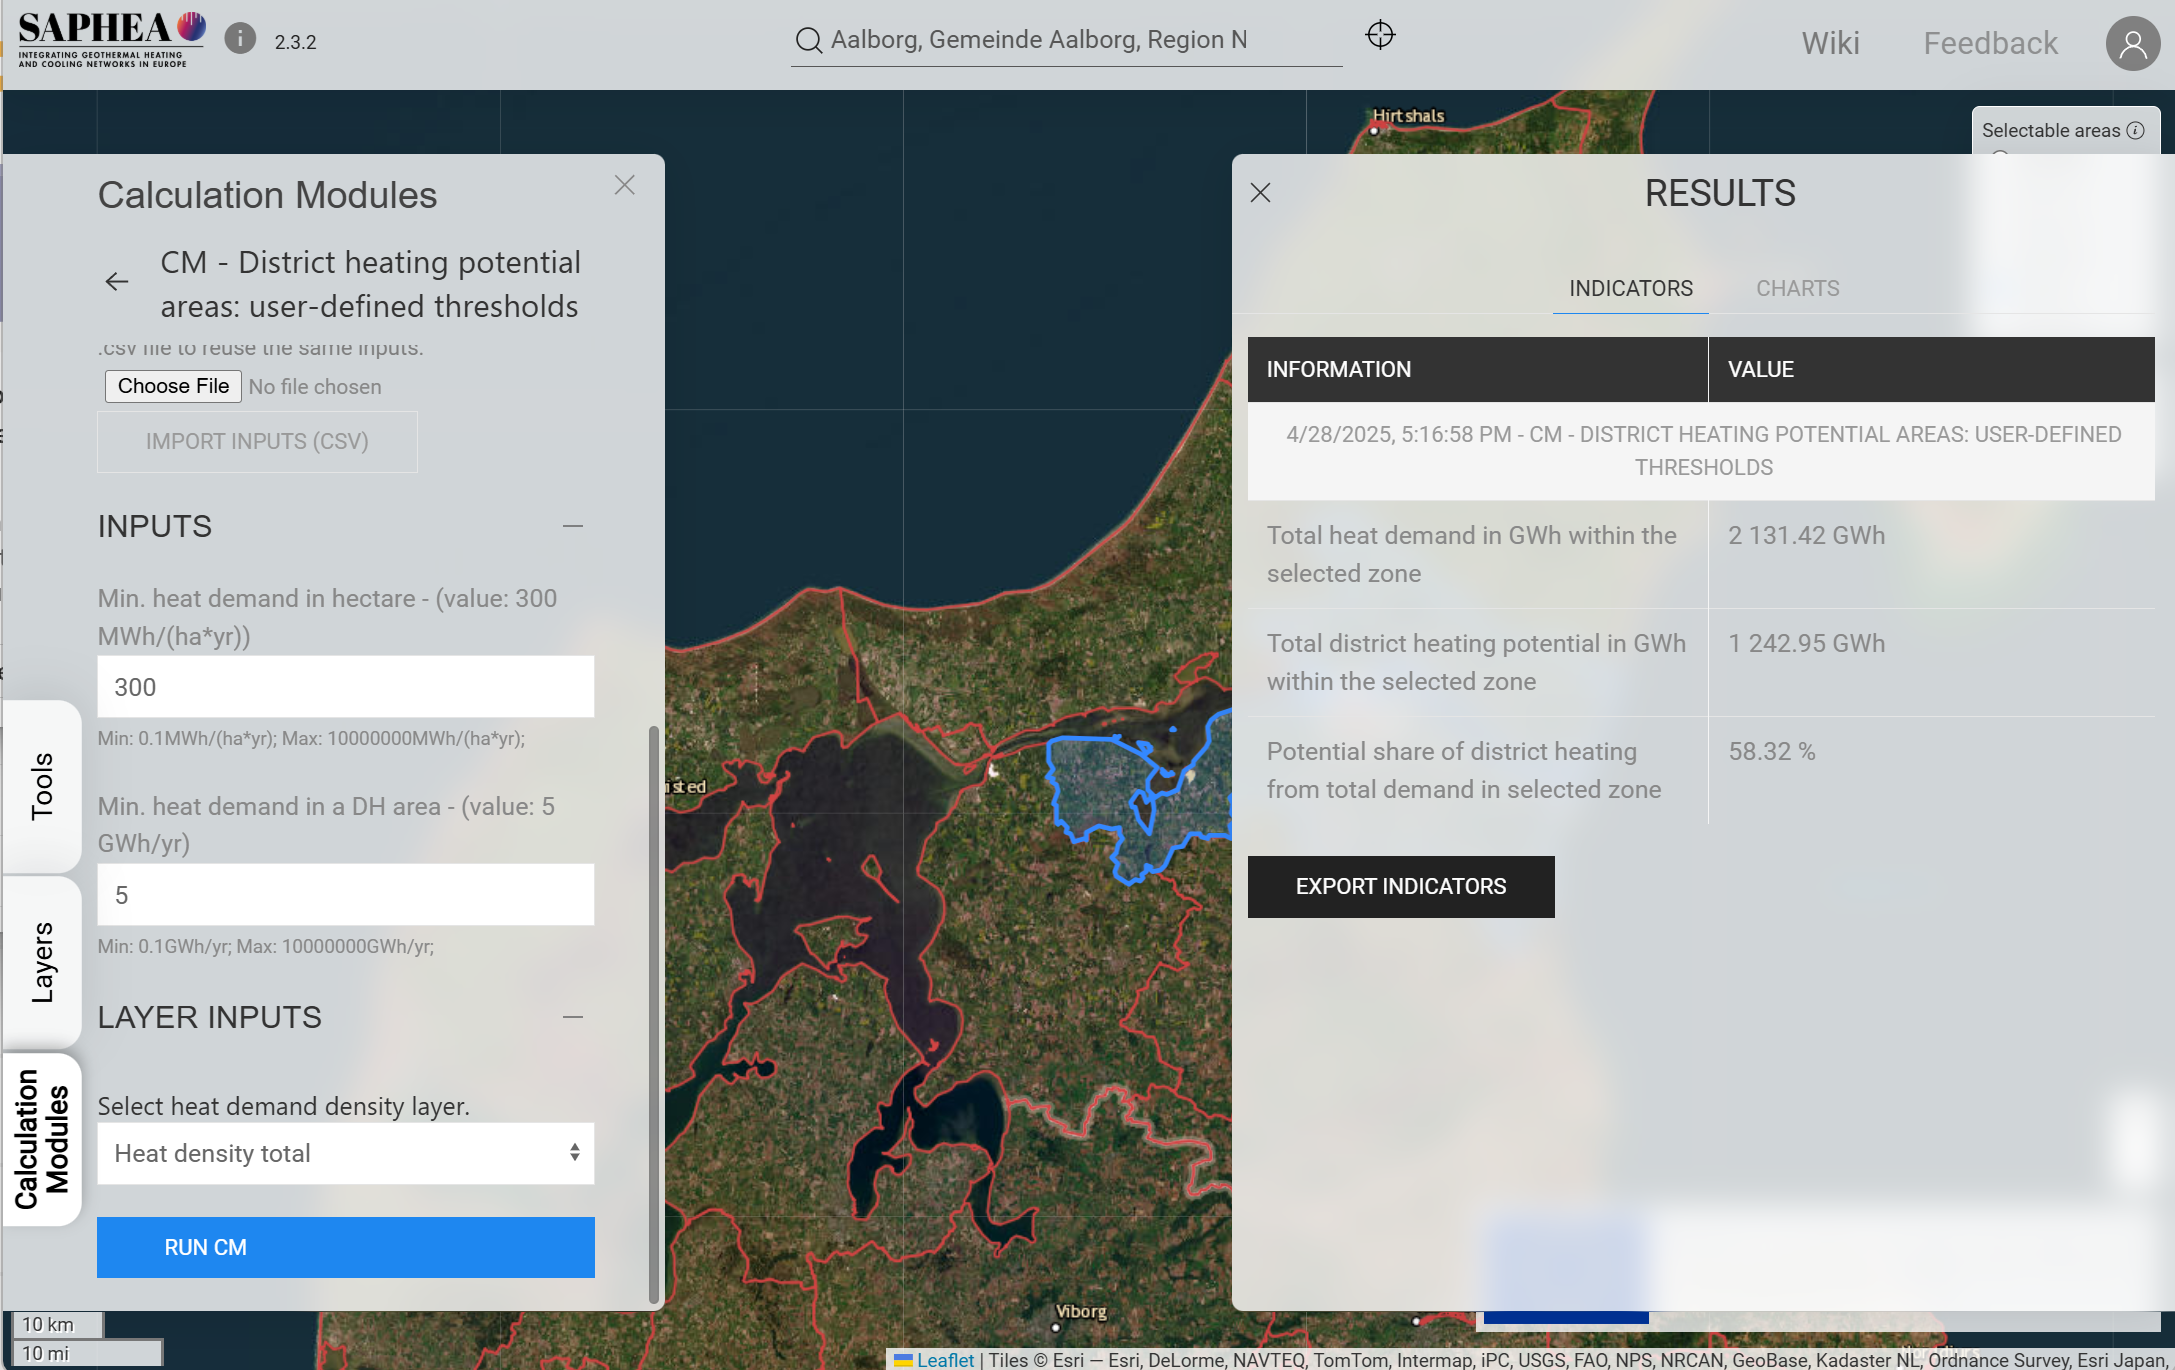 SAPHEA
INTEGRATING GEOTHERMAL HEATING
AND COOLING NETWORKS IN EUROPE
i
2.3.2
Aalborg, Gemeinde Aalborg, Region N
Wiki
Feedback
Hirtshals
Selectable areas
Calculation Modules
CM - District heating potential
areas: user-defined thresholds
.csv file to reuse the same inputs.
Choose File No file chosen
IMPORT INPUTS (CSV)
INPUTS
Min. heat demand in hectare - (value: 300
MWh/(ha*yr))
300
Min: 0.1MWh/(ha*yr); Max: 10000000MWh/(ha*yr);
Min. heat demand in a DH area - (value: 5
GWh/yr)
5
Min: 0.1GWh/yr; Max: 10000000GWh/yr;
LAYER INPUTS
Select heat demand density layer.
Heat density total
RUN CM
Tools
Layers
Calculation
Modules
isted
Viborg
RESULTS
INDICATORS
CHARTS
INFORMATION
VALUE
4/28/2025, 5:16:58 PM - CM - DISTRICT HEATING POTENTIAL AREAS: USER-DEFINED
THRESHOLDS
Total heat demand in GWh within the
selected zone
2 131.42 GWh
Total district heating potential in GWh
within the selected zone
1 242.95 GWh
Potential share of district heating
from total demand in selected zone
58.32 %
EXPORT INDICATORS
10 km
10 mi
Leaflet | Tiles © Esri — Esri, DeLorme, NAVTEQ, TomTom, Intermap, iPC, USGS, FAO, NPS, NRCAN, GeoBase, Kadaster NL, Ordnance Survey, Esri Japan